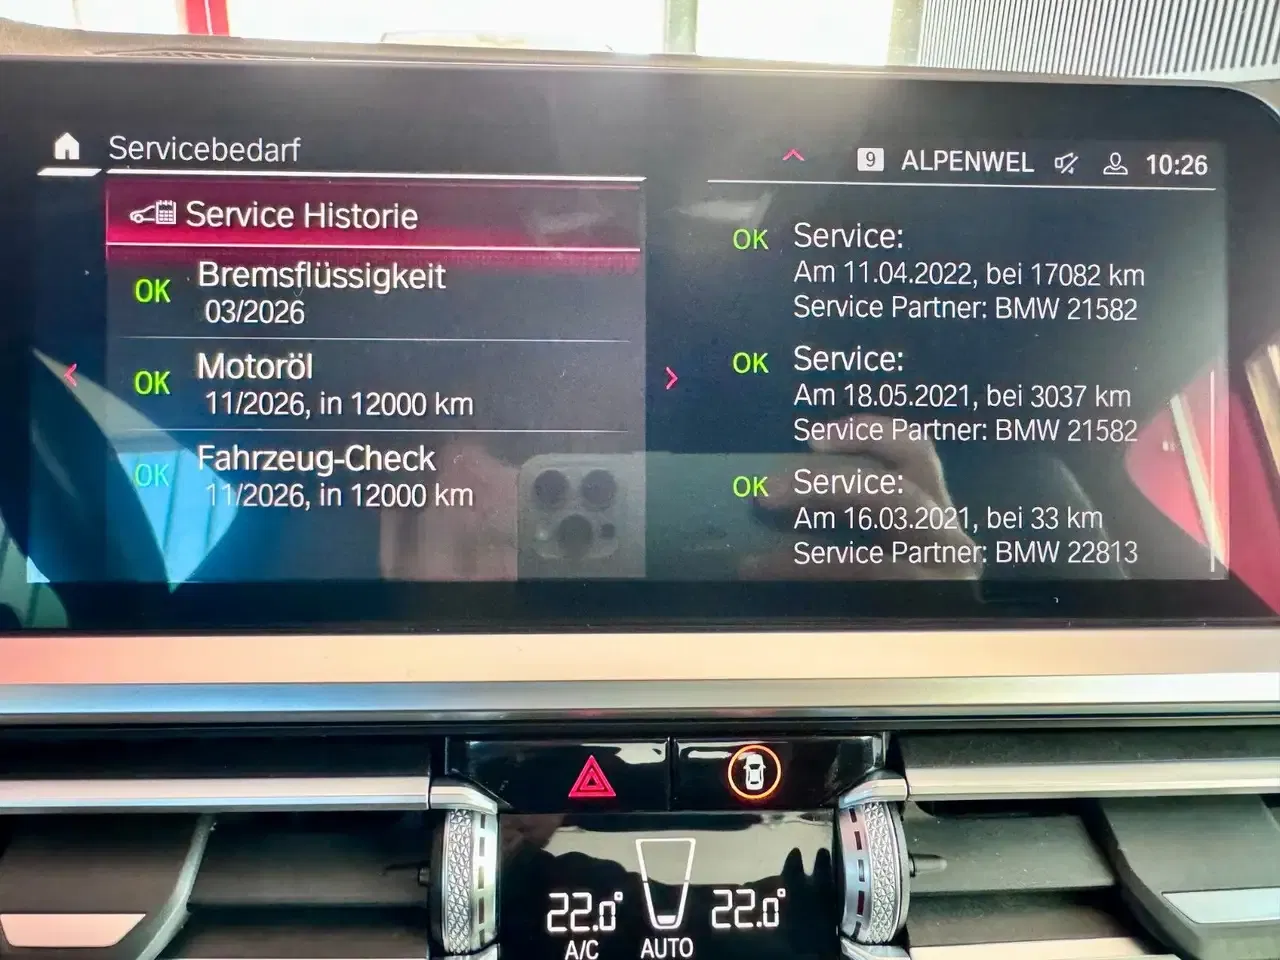 Servicebedarf
9 ALPENWEL 10:26
Service Historie
OK Bremsflüssigkeit
03/2026
OK Motoröl
11/2026, in 12000 km
OK Fahrzeug-Check
11/2026, in 12000 km
OK Service:
Am 11.04.2022, bei 17082 km
Service Partner: BMW 21582
OK Service:
Am 18.05.2021, bei 3037 km
Service Partner: BMW 21582
OK Service:
Am 16.03.2021, bei 33 km
Service Partner: BMW 22813
22.0° 22.0°
A/C AUTO